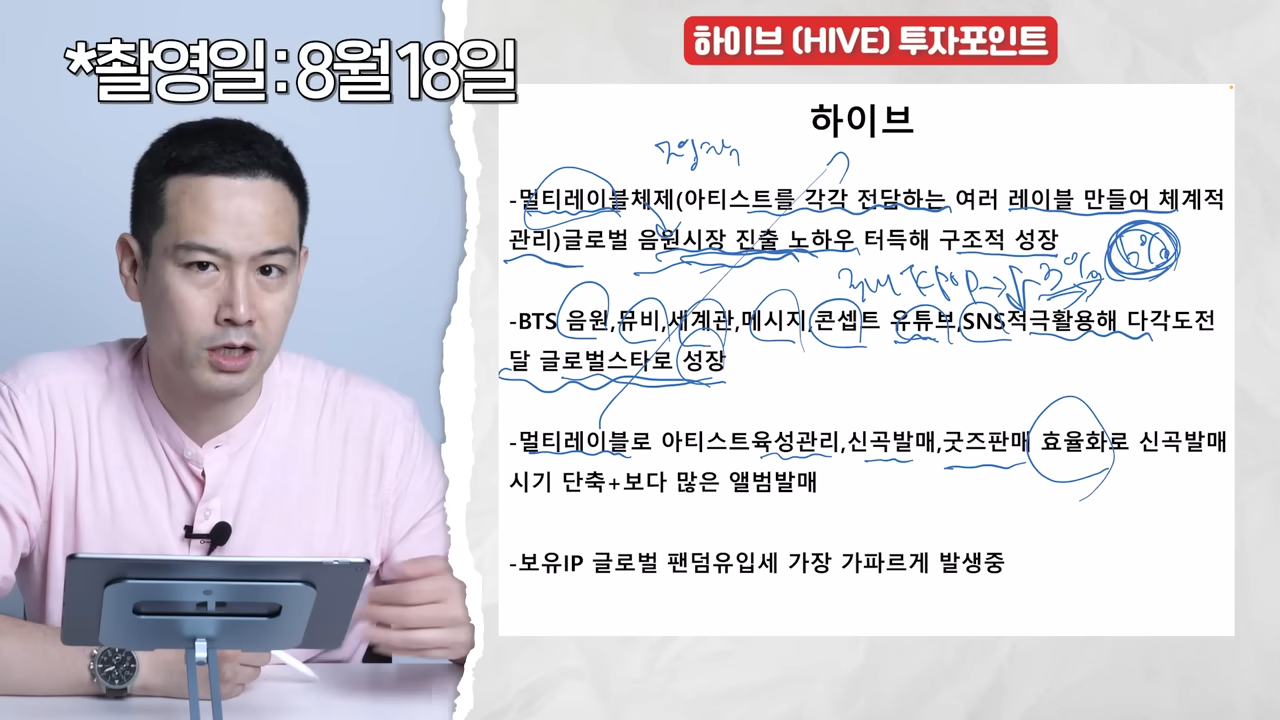 *촬영일 : 8월 18일
하이브 (HIVE) 투자포인트
하이브
-멀티레이블체제(아티스트를 각각 전담하는 여러 레이블 만들어 체계적
관리)글로벌 음원시장 진출 노하우 터득해 구조적 성장
3% 
-BTS 음원,뮤비,세계관,메시지,콘셉트 유튜브,SNS적극활용해 다각도전
달 글로벌스타로 성장
-멀티레이블로 아티스트육성관리,신곡발매,굿즈판매 효율화로 신곡발매
시기 단축+보다 많은 앨범발매
-보유IP 글로벌 팬덤유입세 가장 가파르게 발생중